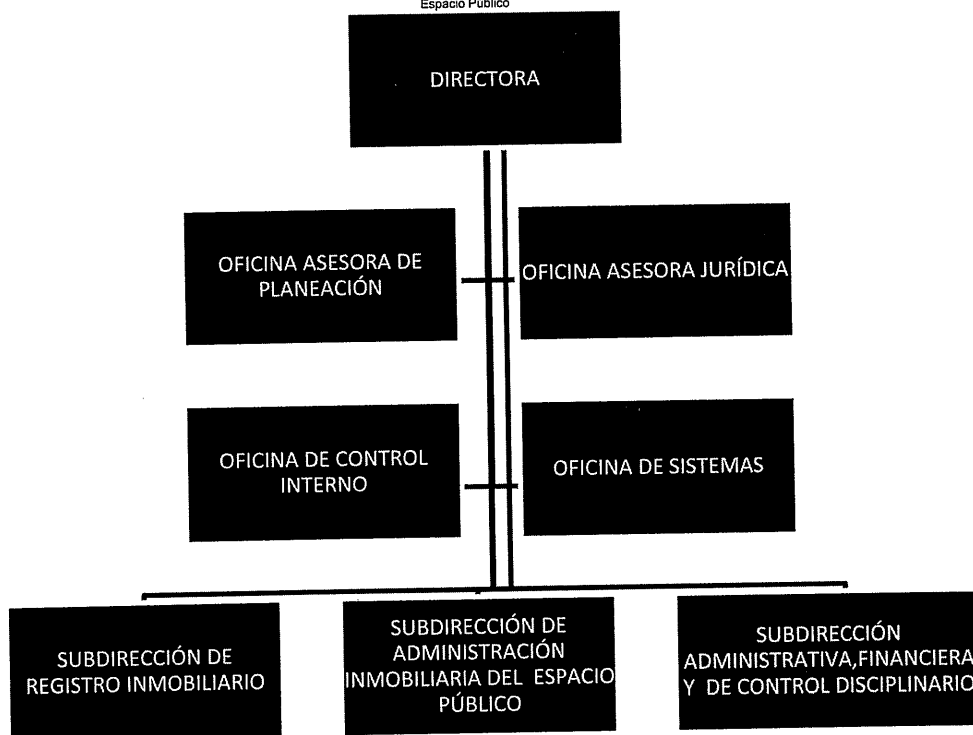 Espacio Público
DIRECTORA
OFICINA ASESORA DE
PLANEACIÓN
OFICINA ASESORA JURÍDICA
OFICINA DE CONTROL
INTERNO
OFICINA DE SISTEMAS
SUBDIRECCIÓN DE
REGISTRO INMOBILIARIO
SUBDIRECCIÓN DE
ADMINISTRACIÓN
INMOBILIARIA DEL ESPACIO
PÚBLICO
SUBDIRECCIÓN
ADMINISTRATIVA,FINANCIERA
Y DE CONTROL DISCIPLINARIO